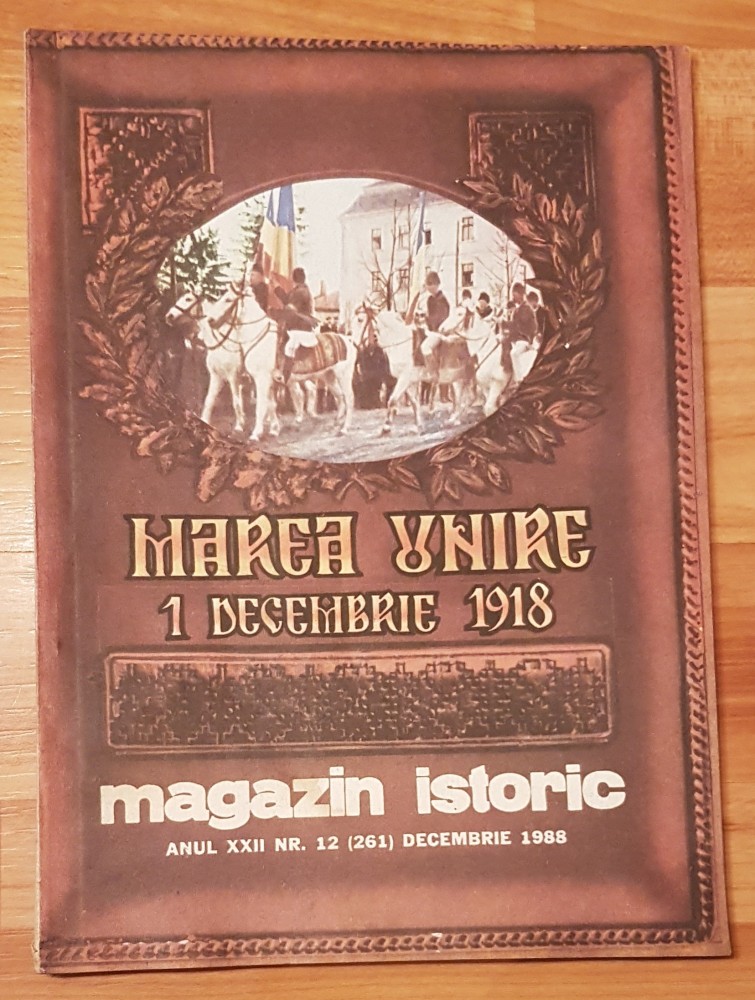 MAREA UNIRE
1 DECEMBRIE 1918
magazin istoric
ANUL XXII NR. 12 (261) DECEMBRIE 1988